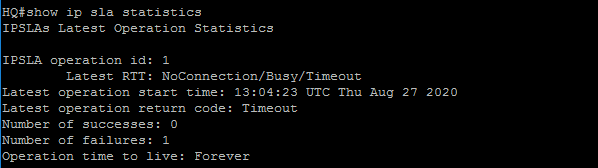 HQ#show ip sla statistics
IPSLAs Latest Operation Statistics
IPSLA operation id: 1
Latest RTT: NoConnection/Busy/Timeout
Latest operation start time: 13:04:23 UTC Thu Aug 27 2020
Latest operation return code: Timeout
Number of successes: 0
Number of failures: 1
Operation time to live: Forever